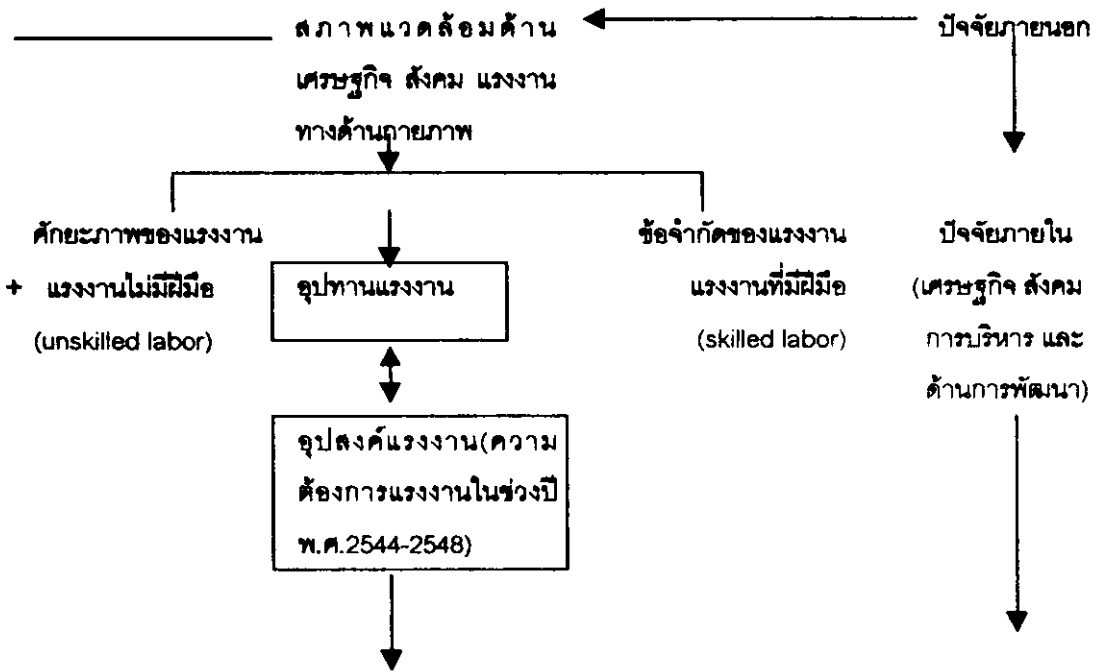 สภาพแวดล้อมด้าน
เศรษฐกิจ สังคม แรงงาน
ทางด้านกายภาพ
ปัจจัยภายนอก
ศักยะภาพของแรงงาน
+ แรงงานไม่มีฝีมือ
(unskilled labor)
อุปทานแรงงาน
ข้อจำกัดของแรงงาน
แรงงานที่มีฝีมือ
(skilled labor)
ปัจจัยภายใน
(เศรษฐกิจ สังคม
การบริหาร และ
ด้านการพัฒนา)
อุปสงค์แรงงาน(ความ
ต้องการแรงงานในช่วงปี
พ.ศ.2544-2548)